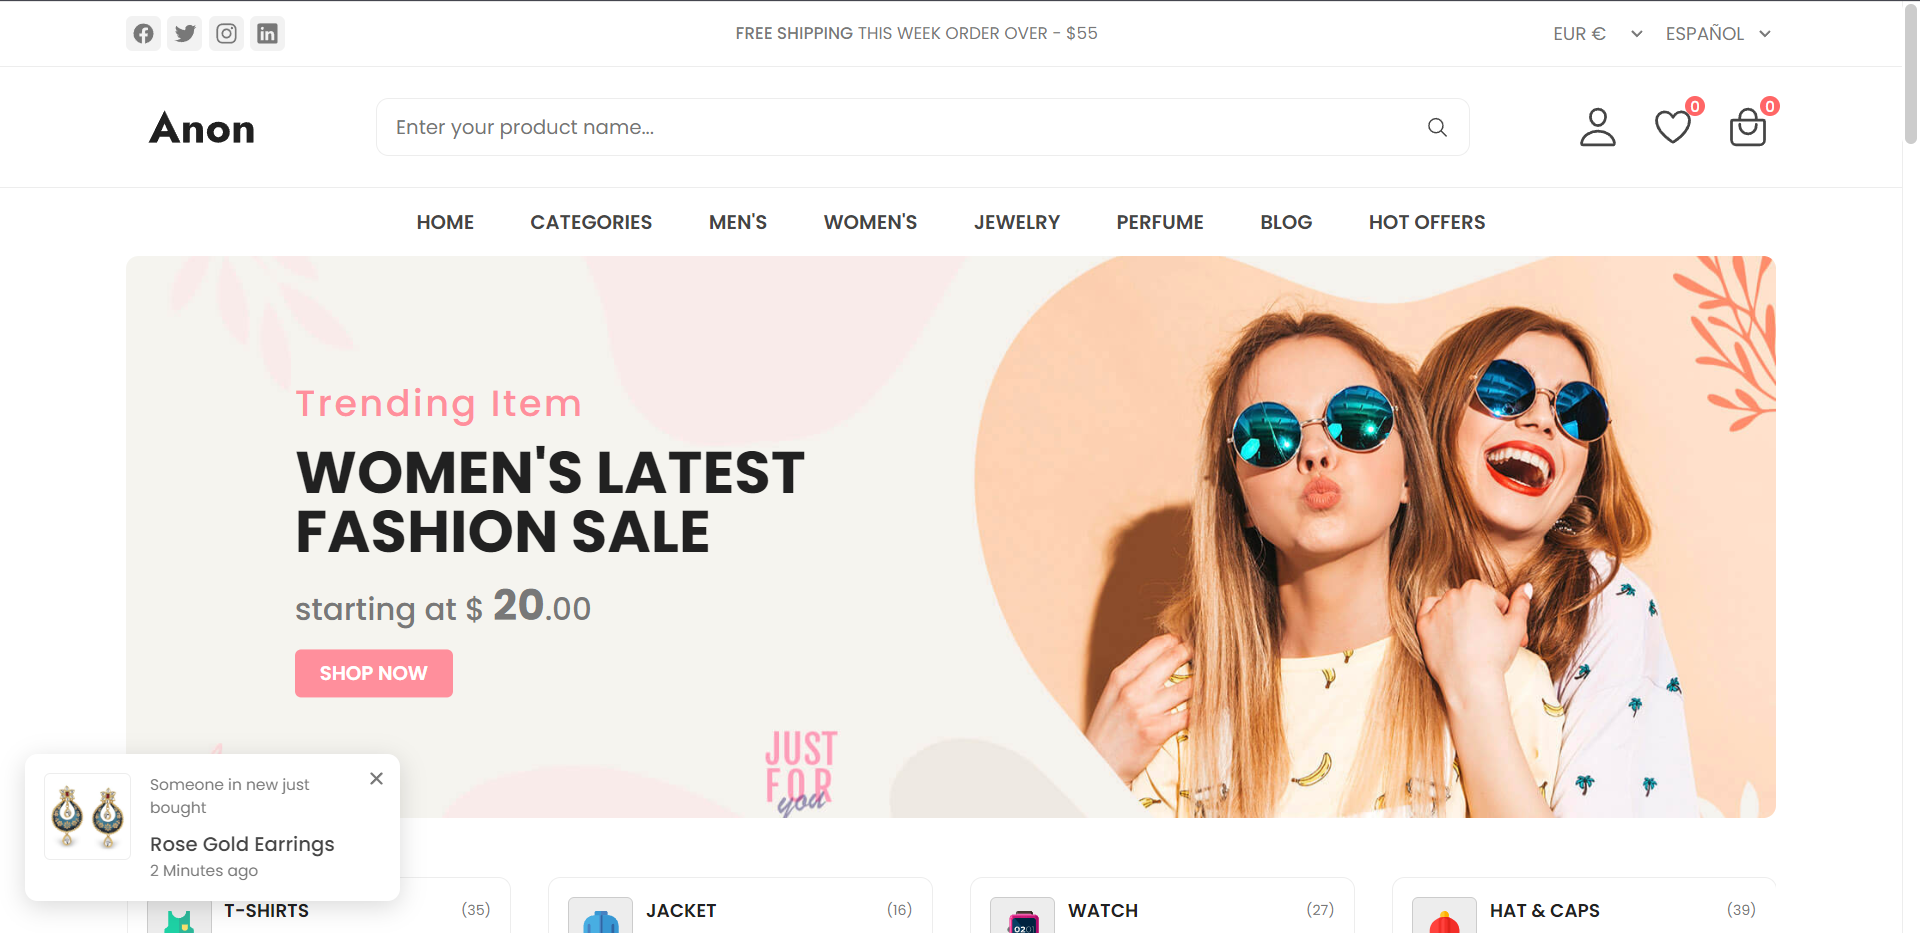 FREE SHIPPING THIS WEEK ORDER OVER - $55
EUR €
ESPAÑOL
Anon
Enter your product name...
0
0
HOME
CATEGORIES
MEN'S
WOMEN'S
JEWELRY
PERFUME
BLOG
HOT OFFERS
Trending Item
WOMEN'S LATEST
FASHION SALE
starting at $ 20.00
SHOP NOW
JUST
FOR
you
Someone in new just
bought
Rose Gold Earrings
2 Minutes ago
T-SHIRTS
(35)
JACKET
(16)
WATCH
(27)
HAT & CAPS
(39)
0201